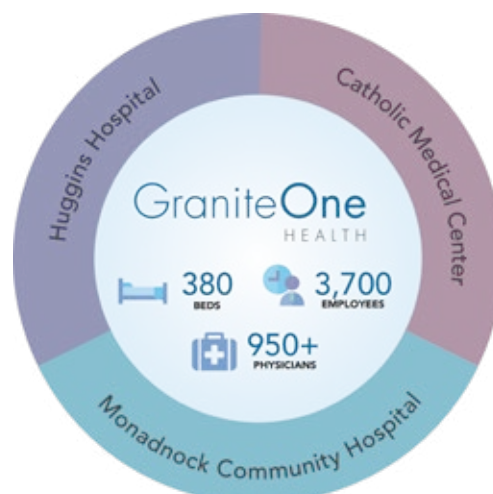 Huggins Hospital
Catholic Medical Center
GraniteOne
HEALTH
380
BEDS
3,700
EMPLOYEES
950+
PHYSICIANS
Monadnock Community Hospital